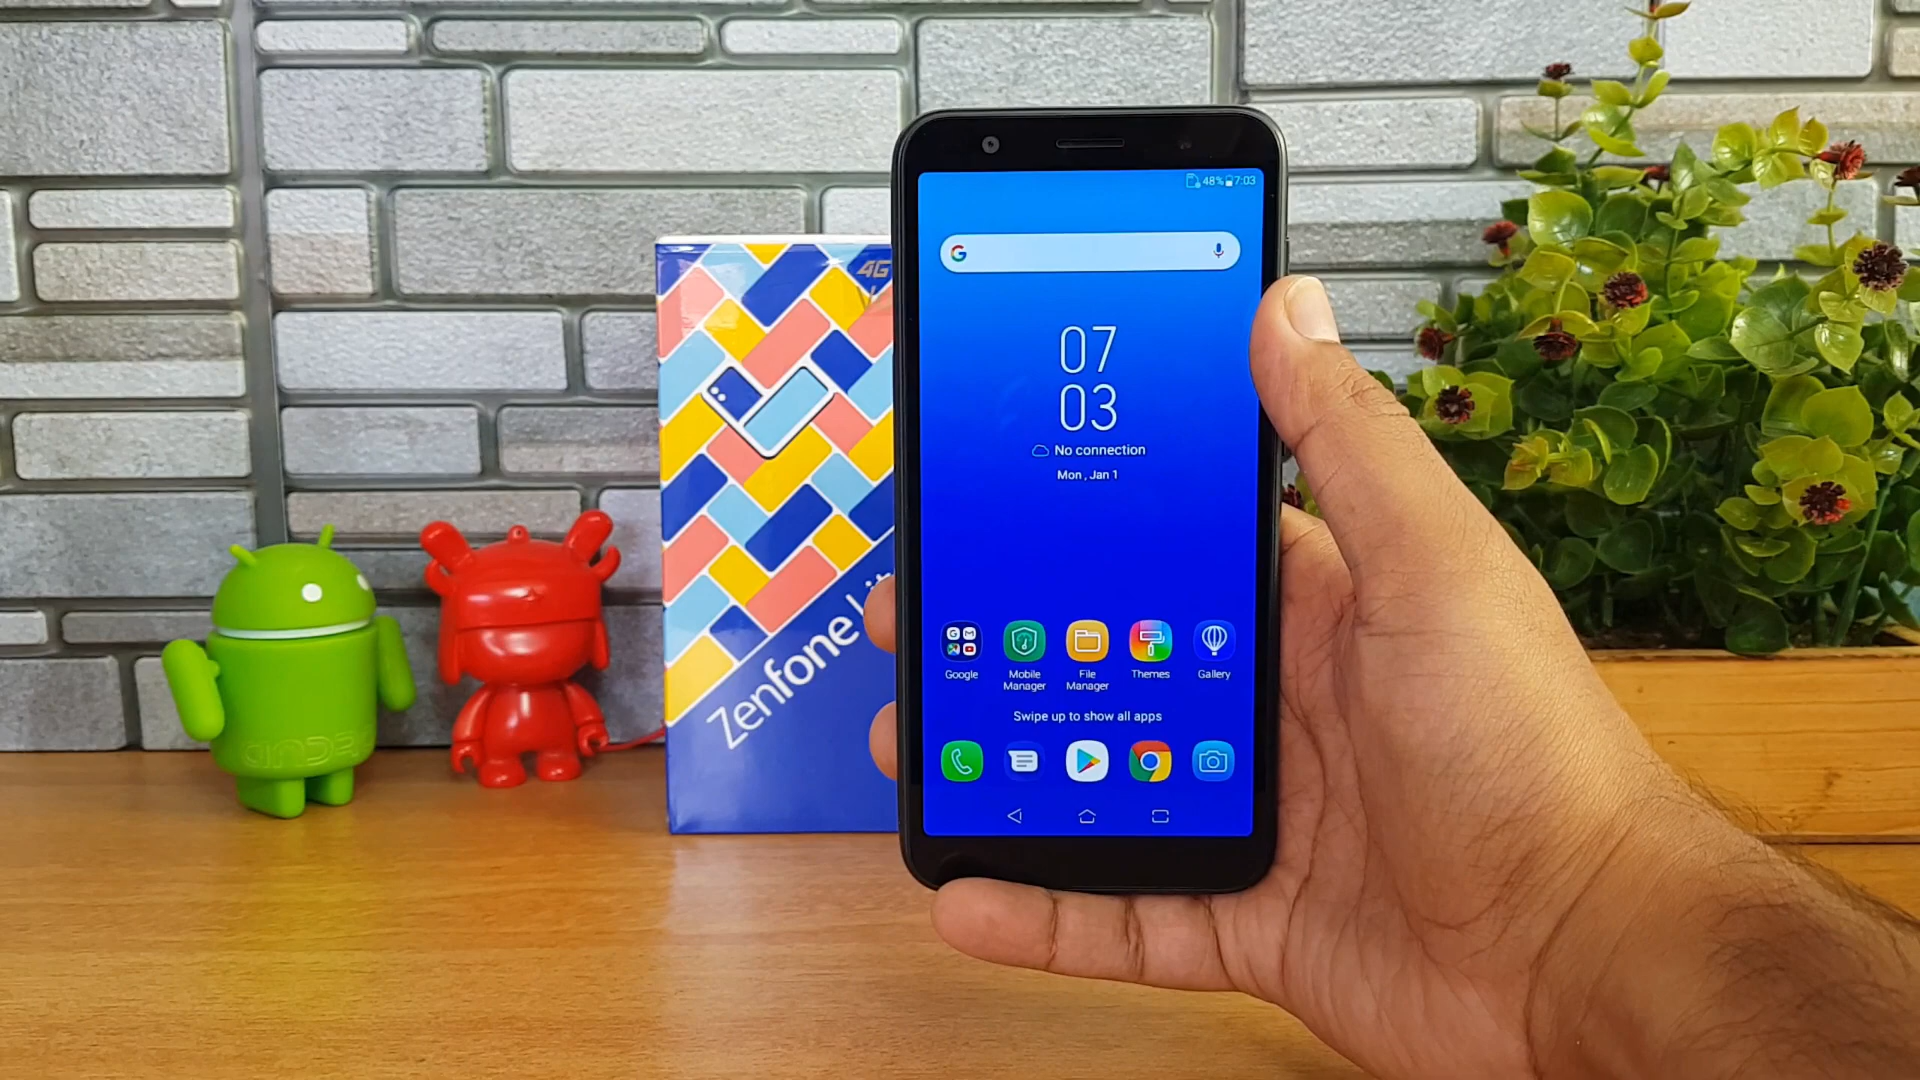 4G
Zenfone
48% 7:03
07
03
No connection
Mon , Jan 1
Google
Mobile Manager
File Manager
Themes
Gallery
Swipe up to show all apps